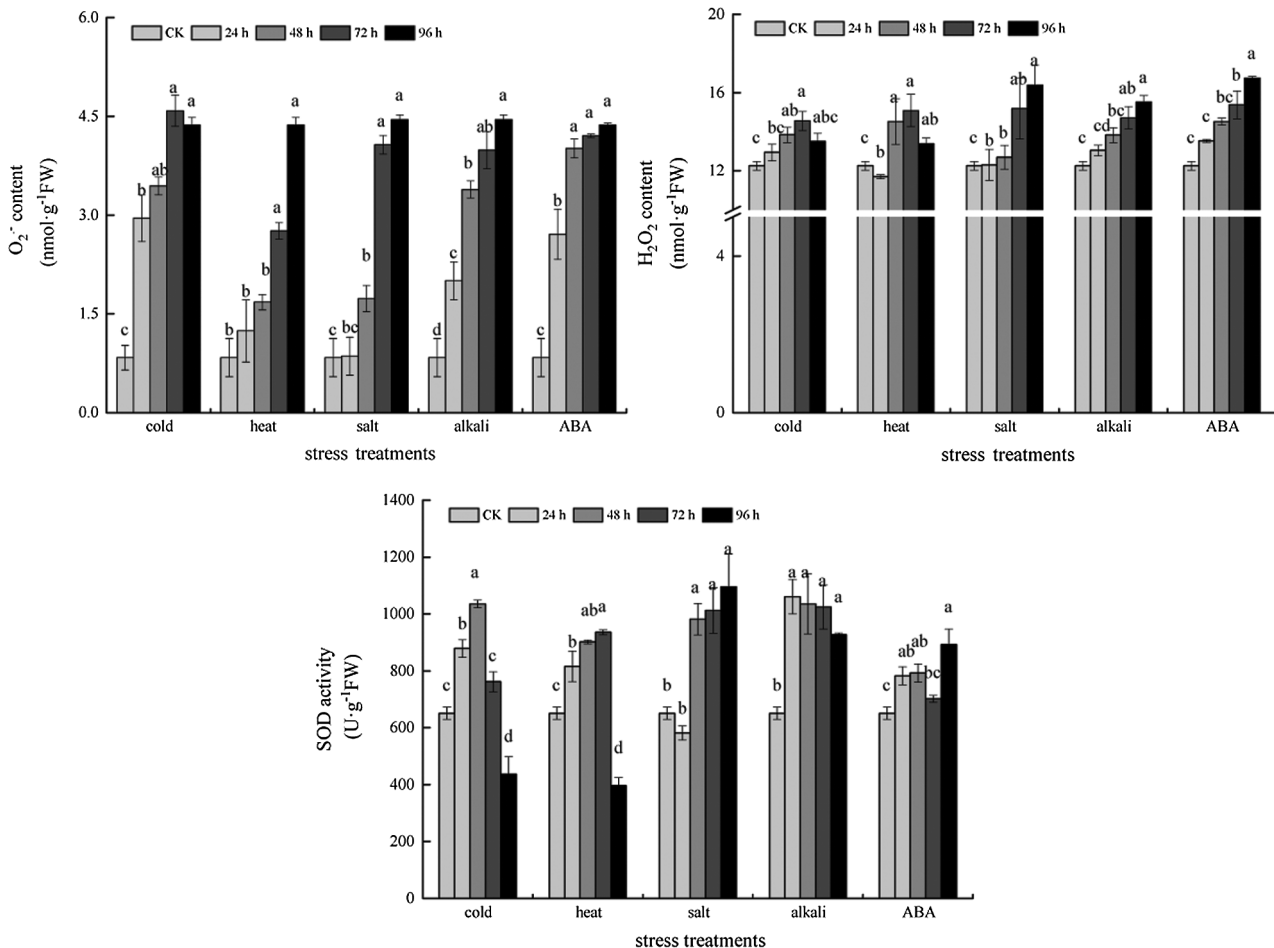 6.0
4.5
3.0
1.5
0.0
O₂·⁻ content
(nmol·g⁻¹FW)
CK 24 h 48 h 72 h 96 h
c b ab a a
b b b a a
c bc b a a
d c b ab a
c b a a a
cold heat salt alkali ABA
stress treatments
20
16
12
4
0
H₂O₂ content
(nmol·g⁻¹FW)
CK 24 h 48 h 72 h 96 h
c bc ab a abc
c b a a ab
c b b ab a
c cd bc ab a
c c bc b a
cold heat salt alkali ABA
stress treatments
1400
1200
1000
800
600
400
200
0
SOD activity
(U·g⁻¹FW)
CK 24 h 48 h 72 h 96 h
c b a c d
c b ab a d
b b a a a
b a a a a
c ab ab bc a
cold heat salt alkali ABA
stress treatments